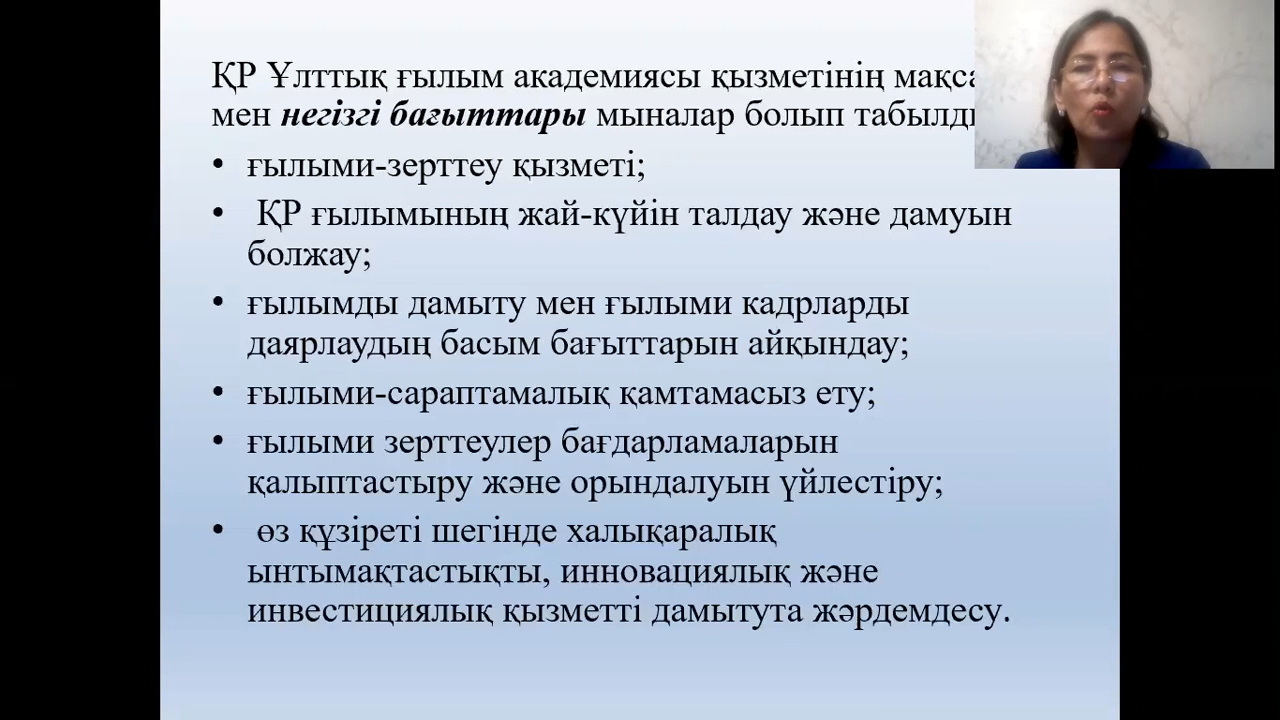 ҚР Ұлттық ғылым академиясы қызметінің
мен негізгі бағыттары мыналар болып
• ғылыми-зерттеу қызметі;
• ҚР ғылымының жай-күйін талдау және дамуын
болжау;
• ғылымды дамыту мен ғылыми кадрларды
даярлаудың басым бағыттарын айқындау;
• ғылыми-сараптамалық қамтамасыз ету;
• ғылыми зерттеулер бағдарламаларын
қалыптастыру және орындалуын үйлестіру;
• өз құзіреті шегінде халықаралық
ынтымақтастықты, инновациялық және
инвестициялық қызметті дамытута жәрдемдесу.